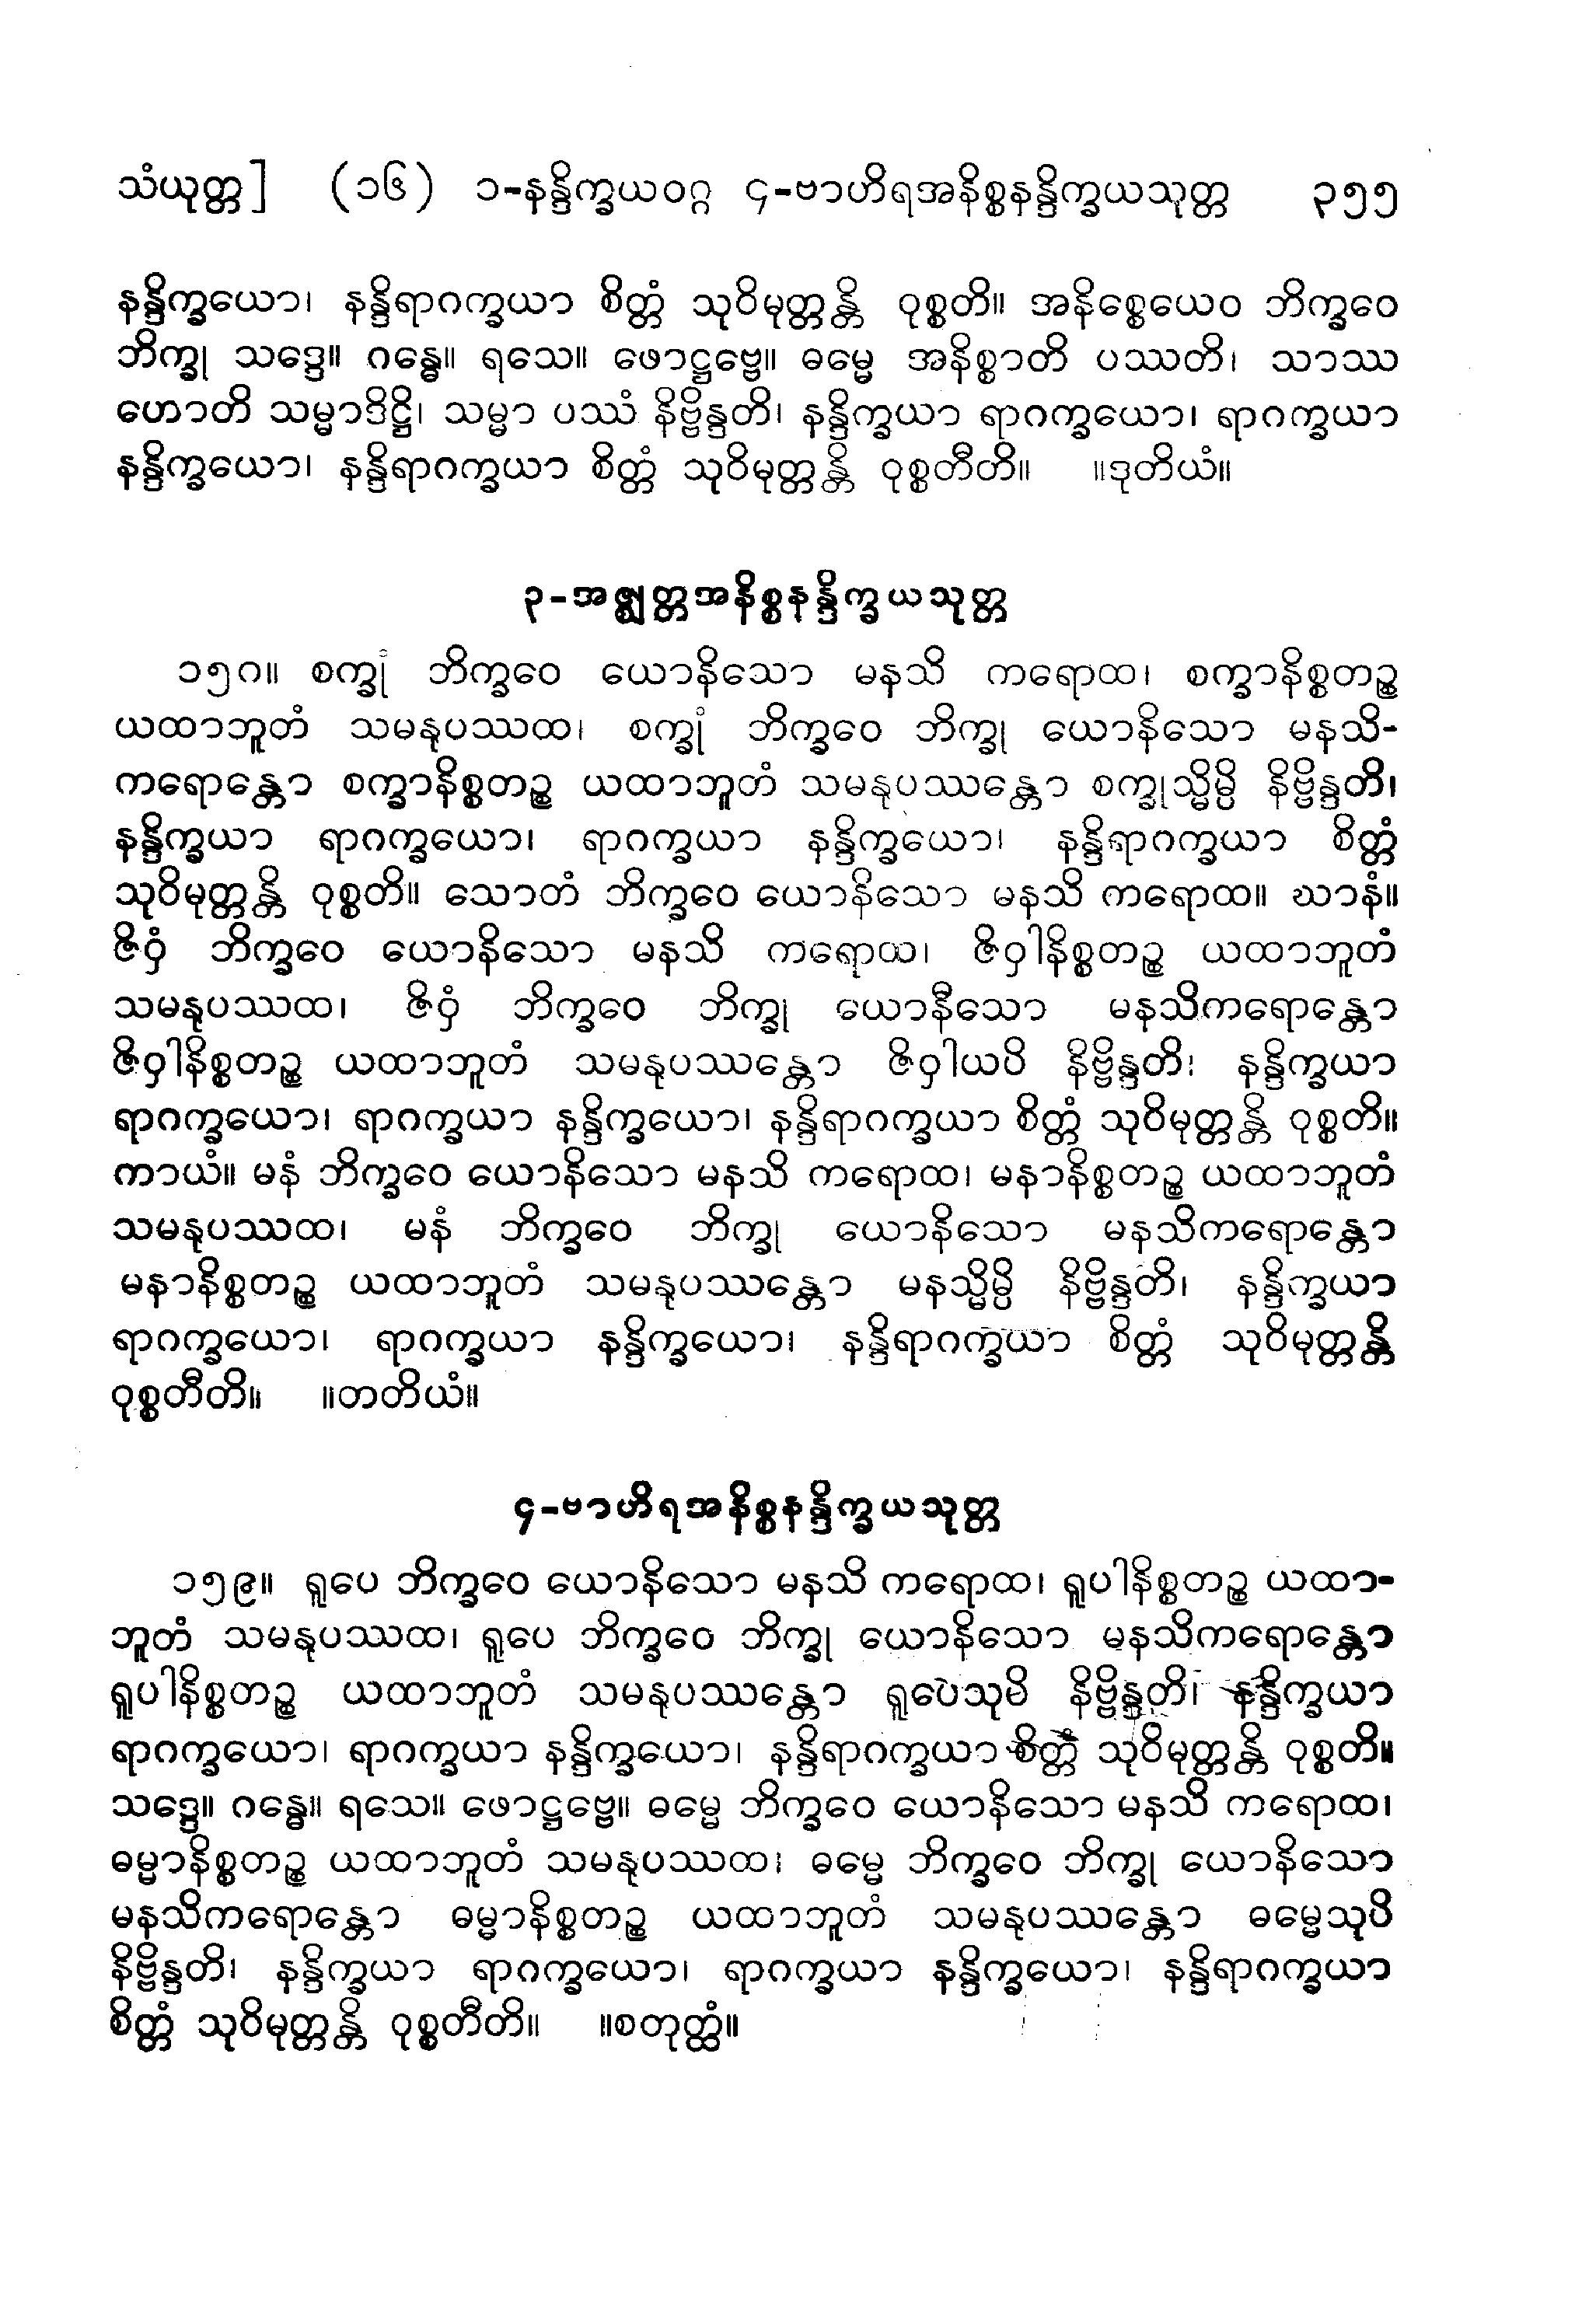 သံယုတ္တ] (၁၆) ၁-နန္ဒိက္ခယဝဂ္ဂ ၄-ဗာဟိရအနိစ္စနန္ဒိက္ခယသုတ္တ ၃၅၅
နန္ဒိက္ခယော၊ နန္ဒိရာဂက္ခယာ စိတ္တံ သုဝိမုတ္တန္တိ ဝုစ္စတိ။ အနိစ္စေယေဝ ဘိက္ခဝေ
ဘိက္ခု သဒ္ဒေ။ ဂန္ဓေ။ ရသေ။ ဖောဋ္ဌဗ္ဗေ။ ဓမ္မေ အနိစ္စာတိ ပဿတိ၊ သာဿ
ဟောတိ သမ္မာဒိဋ္ဌိ၊ သမ္မာ ပဿံ နိဗ္ဗိန္ဒတိ၊ နန္ဒိက္ခယာ ရာဂက္ခယော၊ ရာဂက္ခယာ
နန္ဒိက္ခယော၊ နန္ဒိရာဂက္ခယာ စိတ္တံ သုဝိမုတ္တန္တိ ဝုစ္စတီတိ။ ။ဒုတိယံ။
၃-အဇ္ဈတ္တအနိစ္စနန္ဒိက္ခယသုတ္တ
၁၅၈။ စက္ခုံ ဘိက္ခဝေ ယောနိသော မနသိ ကရောထ၊ စက္ခာနိစ္စတဉ္စ
ယထာဘူတံ သမနုပဿထ၊ စက္ခုံ ဘိက္ခဝေ ဘိက္ခု ယောနိသော မနသိ-
ကရောန္တော စက္ခာနိစ္စတဉ္စ ယထာဘူတံ သမနုပဿန္တော စက္ခုသ္မိမ္ပိ နိဗ္ဗိန္ဒတိ၊
နန္ဒိက္ခယာ ရာဂက္ခယော၊ ရာဂက္ခယာ နန္ဒိက္ခယော၊ နန္ဒိရာဂက္ခယာ စိတ္တံ
သုဝိမုတ္တန္တိ ဝုစ္စတိ။ သောတံ ဘိက္ခဝေ ယောနိသော မနသိ ကရောထ။ ဃာနံ။
ဇိဝှံ ဘိက္ခဝေ ယောနိသော မနသိ ကရောထ၊ ဇိဝှါနိစ္စတဉ္စ ယထာဘူတံ
သမနုပဿထ၊ ဇိဝှံ ဘိက္ခဝေ ဘိက္ခု ယောနိသော မနသိကရောန္တော
ဇိဝှါနိစ္စတဉ္စ ယထာဘူတံ သမနုပဿန္တော ဇိဝှါယပိ နိဗ္ဗိန္ဒတိ၊ နန္ဒိက္ခယာ
ရာဂက္ခယော၊ ရာဂက္ခယာ နန္ဒိက္ခယော၊ နန္ဒိရာဂက္ခယာ စိတ္တံ သုဝိမုတ္တန္တိ ဝုစ္စတိ။
ကာယံ။ မနံ ဘိက္ခဝေ ယောနိသော မနသိ ကရောထ၊ မနာနိစ္စတဉ္စ ယထာဘူတံ
သမနုပဿထ၊ မနံ ဘိက္ခဝေ ဘိက္ခု ယောနိသော မနသိကရောန္တော
မနာနိစ္စတဉ္စ ယထာဘူတံ သမနုပဿန္တော မနသ္မိမ္ပိ နိဗ္ဗိန္ဒတိ၊ နန္ဒိက္ခယာ
ရာဂက္ခယော၊ ရာဂက္ခယာ နန္ဒိက္ခယော၊ နန္ဒိရာဂက္ခယာ စိတ္တံ သုဝိမုတ္တန္တိ
ဝုစ္စတီတိ။ ။တတိယံ။
၄-ဗာဟိရအနိစ္စနန္ဒိက္ခယသုတ္တ
၁၅၉။ ရူပေ ဘိက္ခဝေ ယောနိသော မနသိ ကရောထ၊ ရူပါနိစ္စတဉ္စ ယထာ-
ဘူတံ သမနုပဿထ၊ ရူပေ ဘိက္ခဝေ ဘိက္ခု ယောနိသော မနသိကရောန္တော
ရူပါနိစ္စတဉ္စ ယထာဘူတံ သမနုပဿန္တော ရူပေသုပိ နိဗ္ဗိန္ဒတိ၊ နန္ဒိက္ခယာ
ရာဂက္ခယော၊ ရာဂက္ခယာ နန္ဒိက္ခယော၊ နန္ဒိရာဂက္ခယာ စိတ္တံ သုဝိမုတ္တန္တိ ဝုစ္စတိ။
သဒ္ဒေ။ ဂန္ဓေ။ ရသေ။ ဖောဋ္ဌဗ္ဗေ။ ဓမ္မေ ဘိက္ခဝေ ယောနိသော မနသိ ကရောထ၊
ဓမ္မာနိစ္စတဉ္စ ယထာဘူတံ သမနုပဿထ၊ ဓမ္မေ ဘိက္ခဝေ ဘိက္ခု ယောနိသော
မနသိကရောန္တော ဓမ္မာနိစ္စတဉ္စ ယထာဘူတံ သမနုပဿန္တော ဓမ္မေသုပိ
နိဗ္ဗိန္ဒတိ၊ နန္ဒိက္ခယာ ရာဂက္ခယော၊ ရာဂက္ခယာ နန္ဒိက္ခယော၊ နန္ဒိရာဂက္ခယာ
စိတ္တံ သုဝိမုတ္တန္တိ ဝုစ္စတီတိ။ ။စတုတ္ထံ။